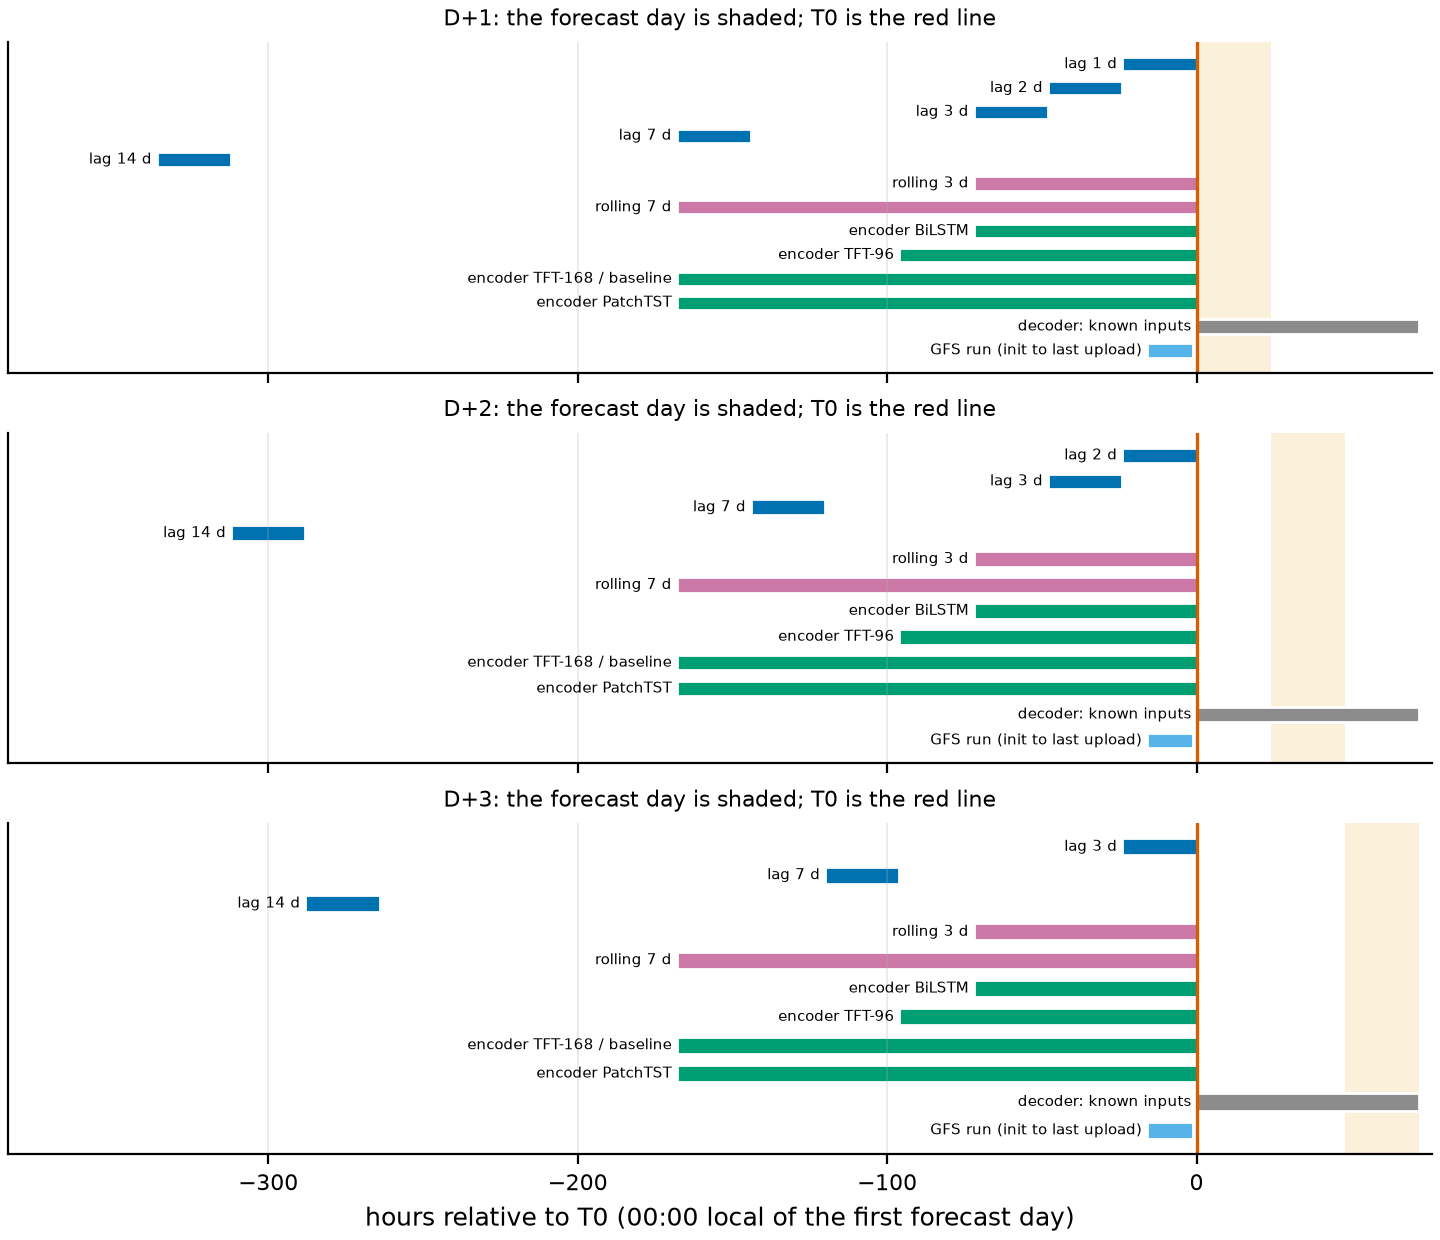 D+1: the forecast day is shaded; T0 is the red line
lag 1 d
lag 2 d
lag 3 d
lag 7 d
lag 14 d
rolling 3 d
rolling 7 d
encoder BiLSTM
encoder TFT-96
encoder TFT-168 / baseline
encoder PatchTST
decoder: known inputs
GFS run (init to last upload)
D+2: the forecast day is shaded; T0 is the red line
lag 2 d
lag 3 d
lag 7 d
lag 14 d
rolling 3 d
rolling 7 d
encoder BiLSTM
encoder TFT-96
encoder TFT-168 / baseline
encoder PatchTST
decoder: known inputs
GFS run (init to last upload)
D+3: the forecast day is shaded; T0 is the red line
lag 3 d
lag 7 d
lag 14 d
rolling 3 d
rolling 7 d
encoder BiLSTM
encoder TFT-96
encoder TFT-168 / baseline
encoder PatchTST
decoder: known inputs
GFS run (init to last upload)
−300 −200 −100 0
hours relative to T0 (00:00 local of the first forecast day)